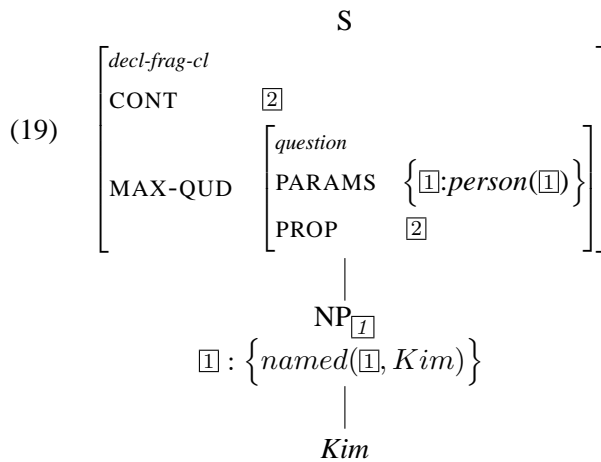 S
(19)
decl-frag-cl
CONT 2
MAX-QUD
question
PARAMS {1:person(1)}
PROP 2
NP1
1 : {named(1, Kim)}
Kim